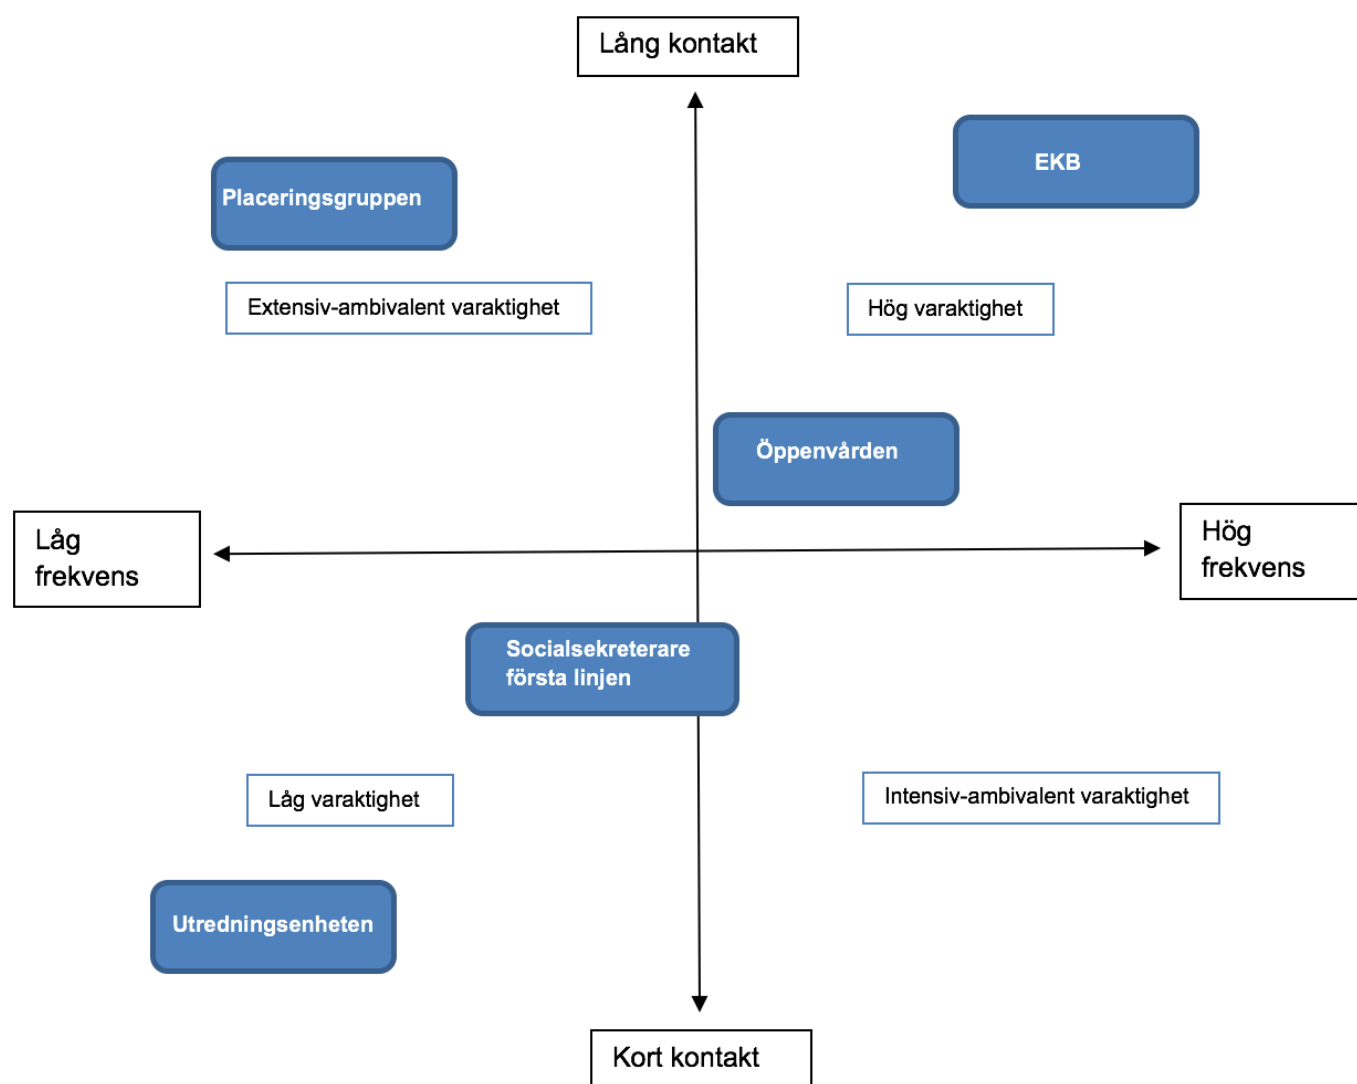 Lång kontakt
EKB
Placeringsgruppen
Extensiv-ambivalent varaktighet
Hög varaktighet
Öppenvården
Låg
frekvens
Hög
frekvens
Socialsekreterare
första linjen
Låg varaktighet
Intensiv-ambivalent varaktighet
Utredningsenheten
Kort kontakt